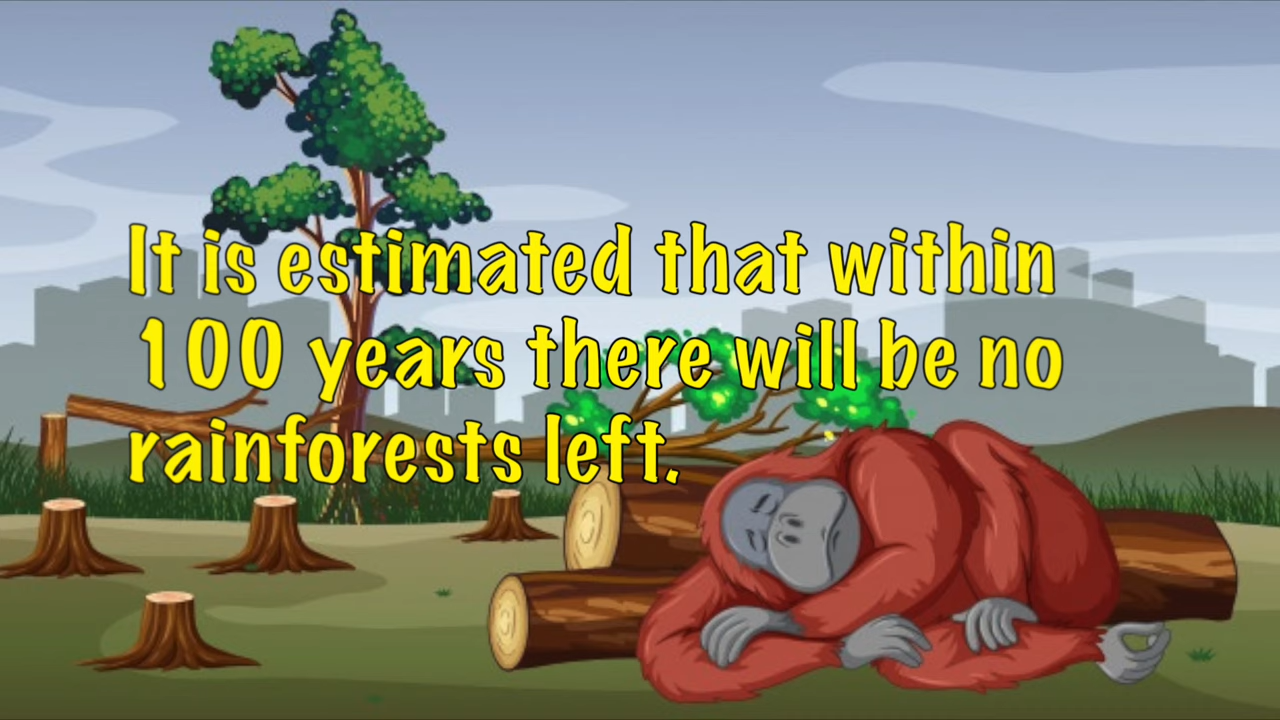 It is estimated that within
100 years there will be no
rainforests left.